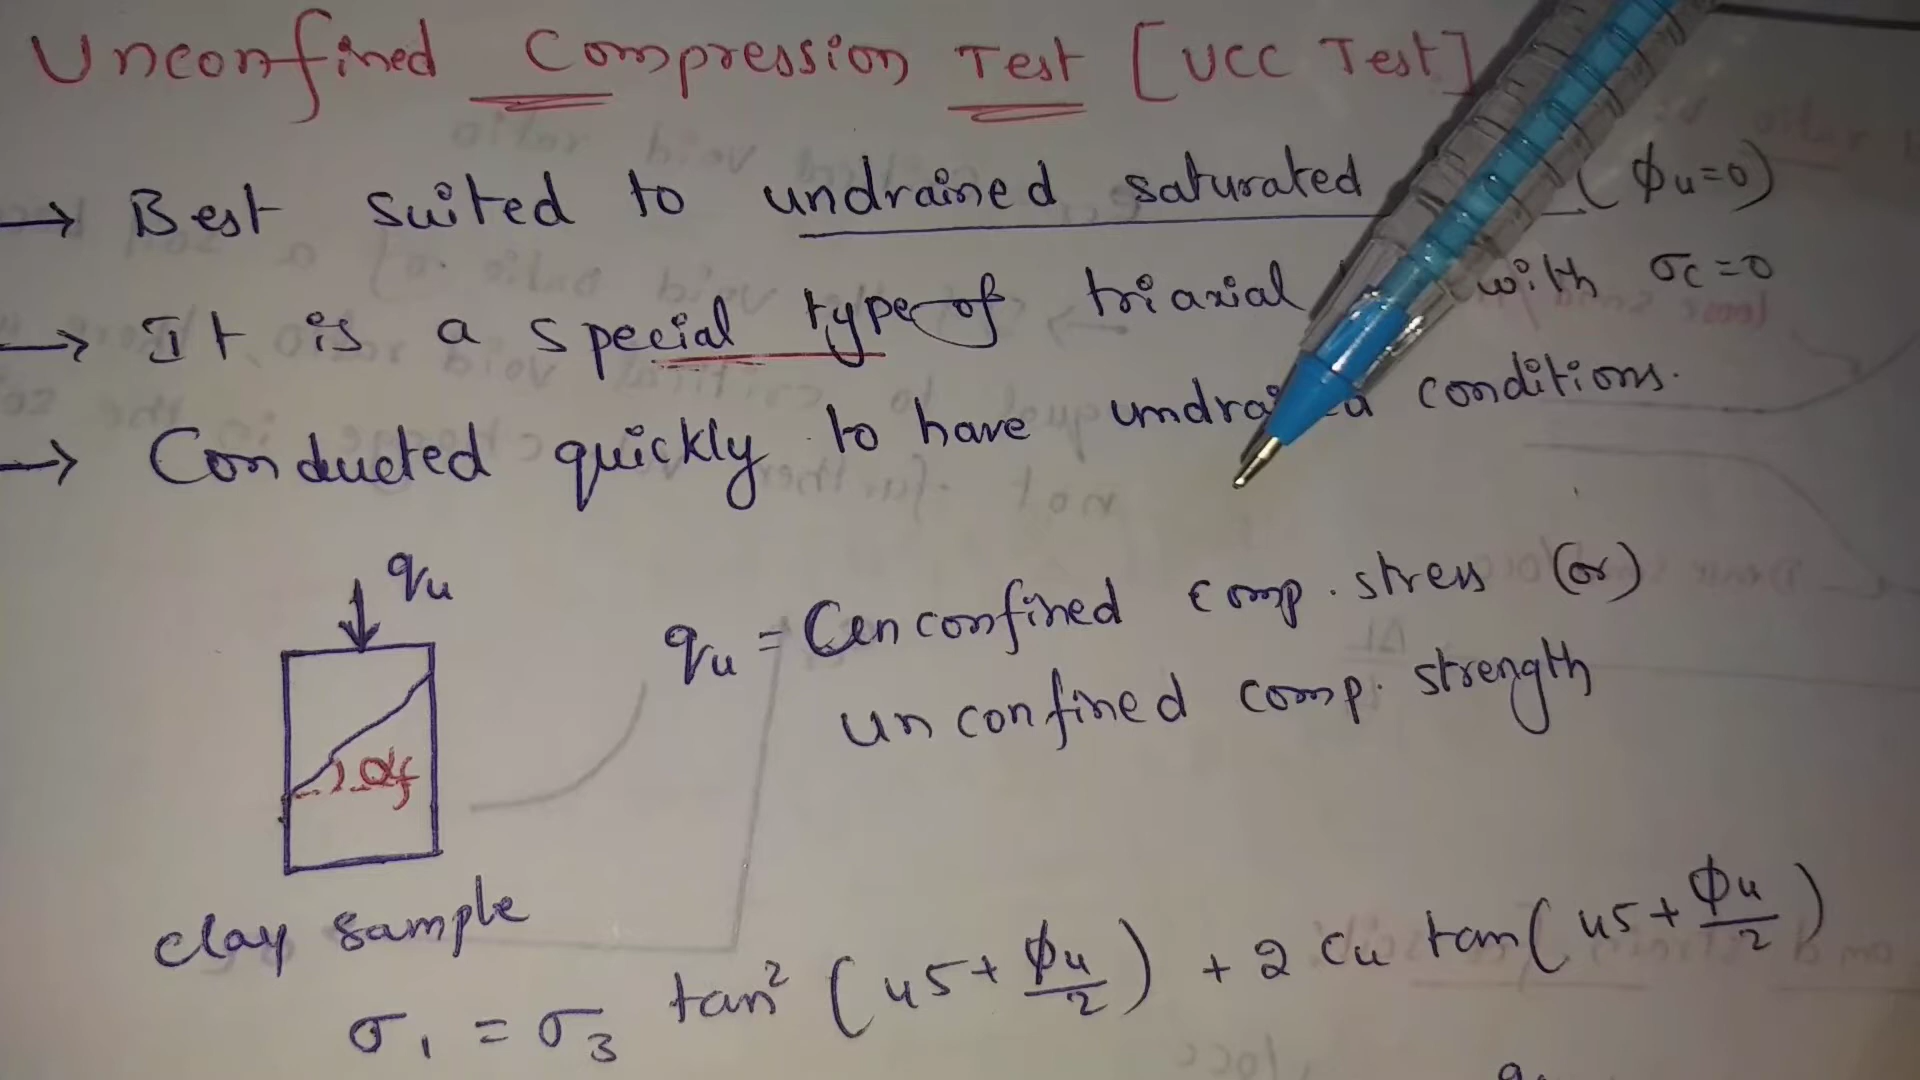 Unconfined Compression Test [UCC Test]
→ Best suited to undrained saturated (ϕu=0)
→ It is a special type of triaxial with σc=0
→ Conducted quickly to have undrained conditions.
qu
qu = Unconfined comp. stress (or)
unconfined comp. strength
αf
clay sample
σ1 = σ3 tan² (45+ ϕu/2) + 2 Cu tan (45+ ϕu/2)